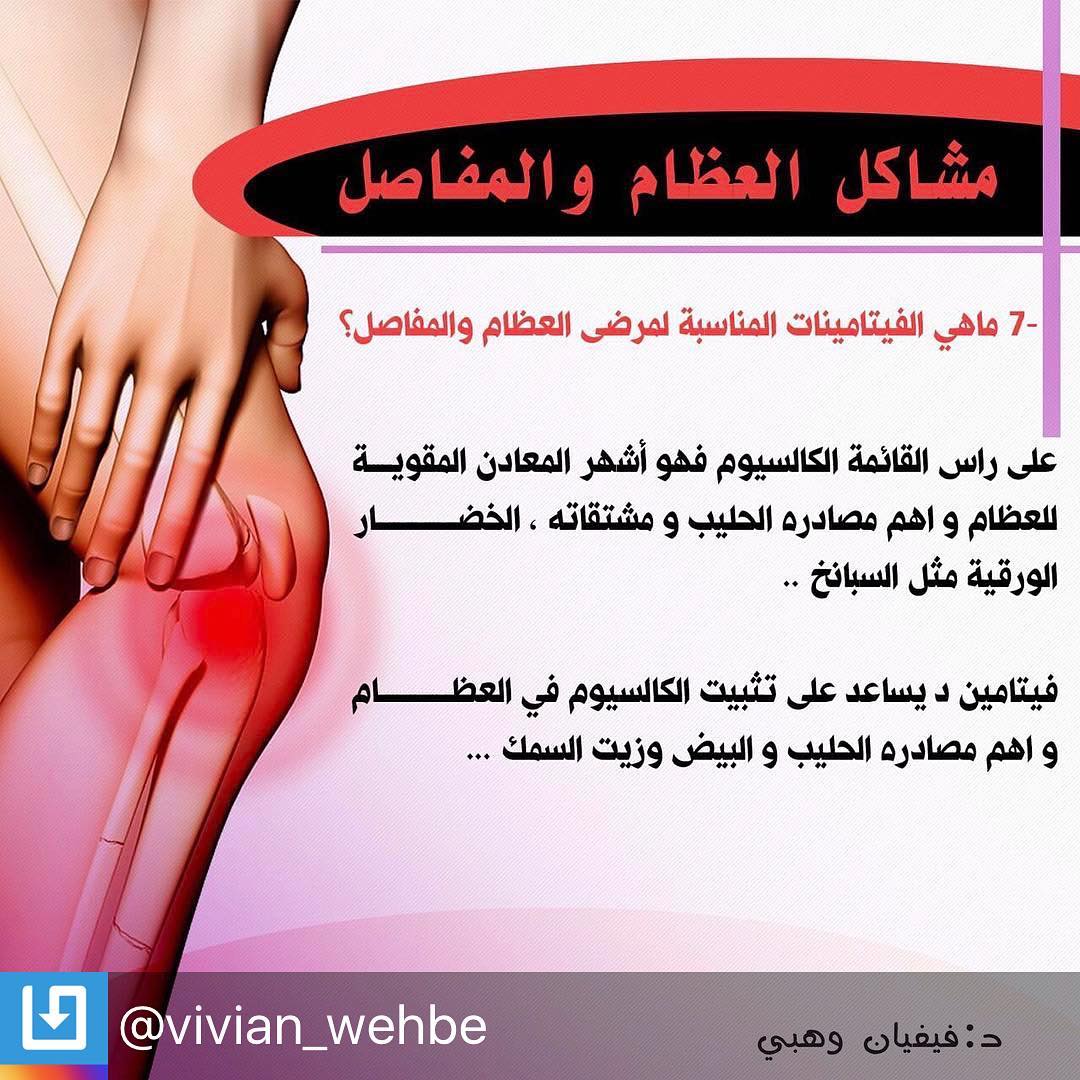 مشاكل العظام والمفاصل
7- ماهي الفيتامينات المناسبة لمرضى العظام والمفاصل؟
على راس القائمة الكالسيوم فهو أشهر المعادن المقوية
للعظام و اهم مصادره الحليب و مشتقاته ، الخضار
الورقية مثل السبانخ ..
فيتامين د يساعد على تثبيت الكالسيوم في العظام
و اهم مصادره الحليب و البيض وزيت السمك ...
@vivian_wehbe
د:فيفيان وهبي